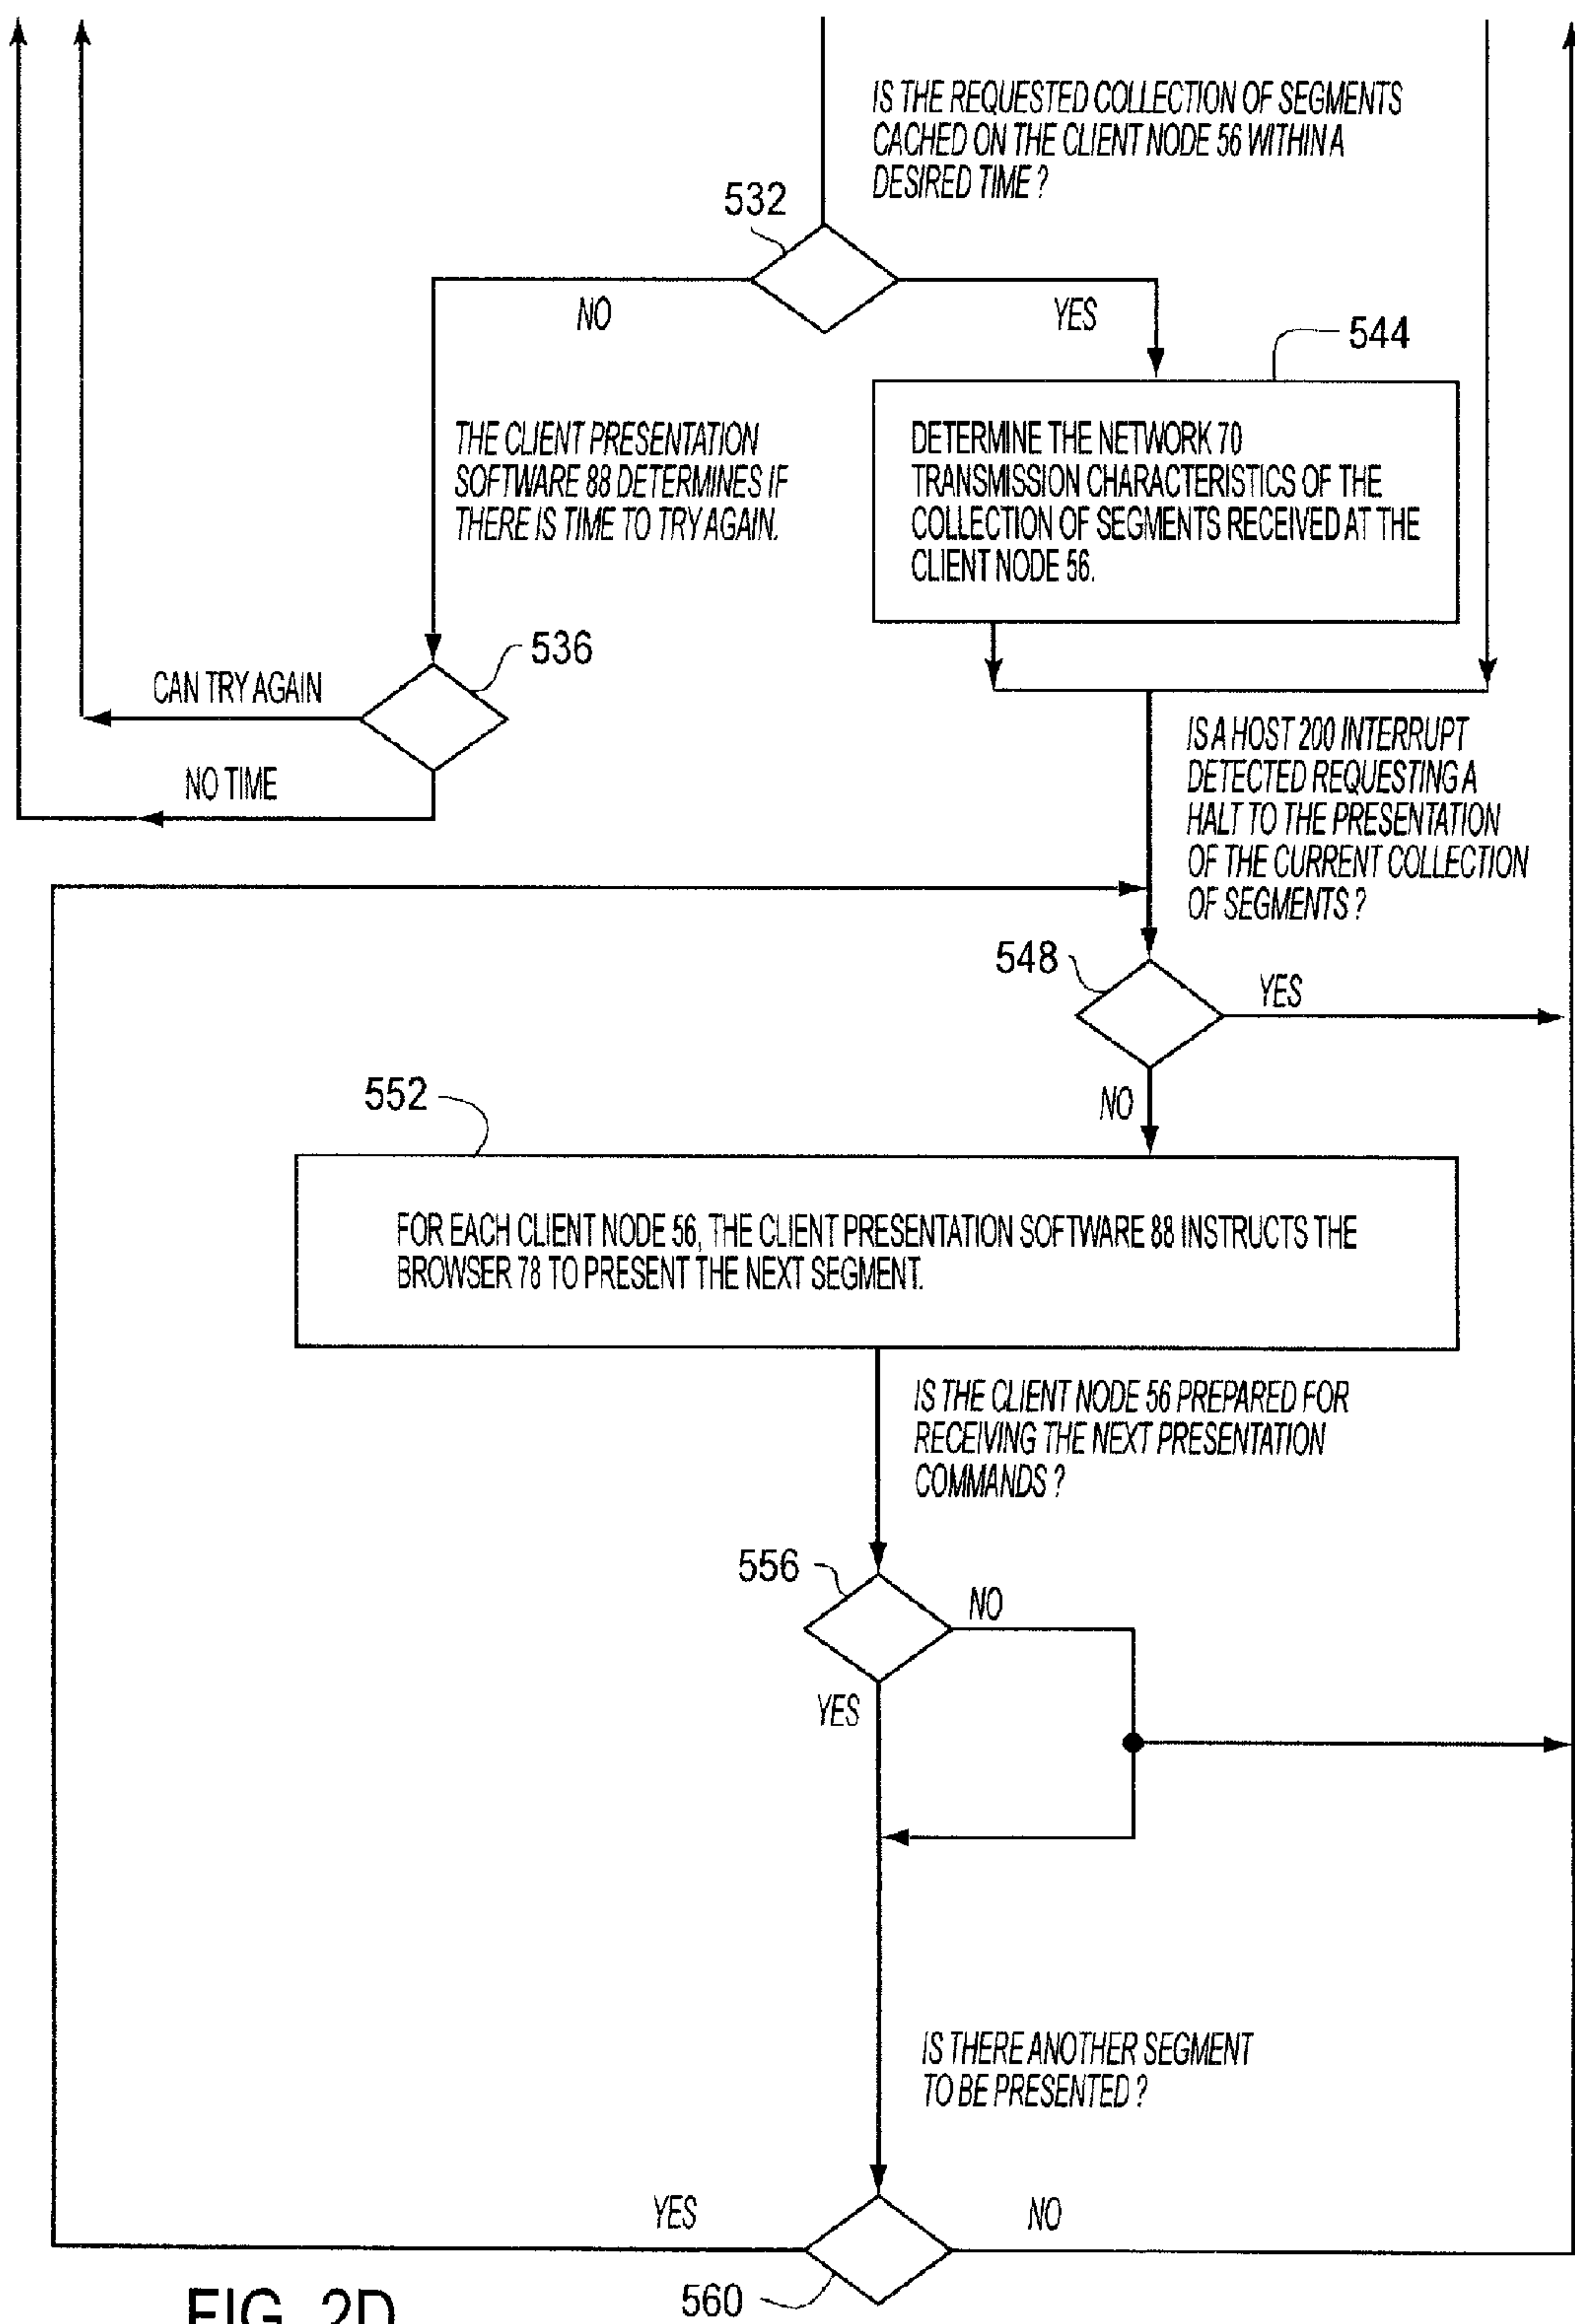 IS THE REQUESTED COLLECTION OF SEGMENTS
CACHED ON THE CLIENT NODE 56 WITHIN A
DESIRED TIME ?
532
NO
YES
544
THE CLIENT PRESENTATION
SOFTWARE 88 DETERMINES IF
THERE IS TIME TO TRY AGAIN.
DETERMINE THE NETWORK 70
TRANSMISSION CHARACTERISTICS OF THE
COLLECTION OF SEGMENTS RECEIVED AT THE
CLIENT NODE 56.
536
CAN TRY AGAIN
NO TIME
IS A HOST 200 INTERRUPT
DETECTED REQUESTING A
HALT TO THE PRESENTATION
OF THE CURRENT COLLECTION
OF SEGMENTS ?
548
YES
NO
552
FOR EACH CLIENT NODE 56, THE CLIENT PRESENTATION SOFTWARE 88 INSTRUCTS THE
BROWSER 78 TO PRESENT THE NEXT SEGMENT.
IS THE CLIENT NODE 56 PREPARED FOR
RECEIVING THE NEXT PRESENTATION
COMMANDS ?
556
NO
YES
IS THERE ANOTHER SEGMENT
TO BE PRESENTED ?
YES
NO
560
FIG. 2D